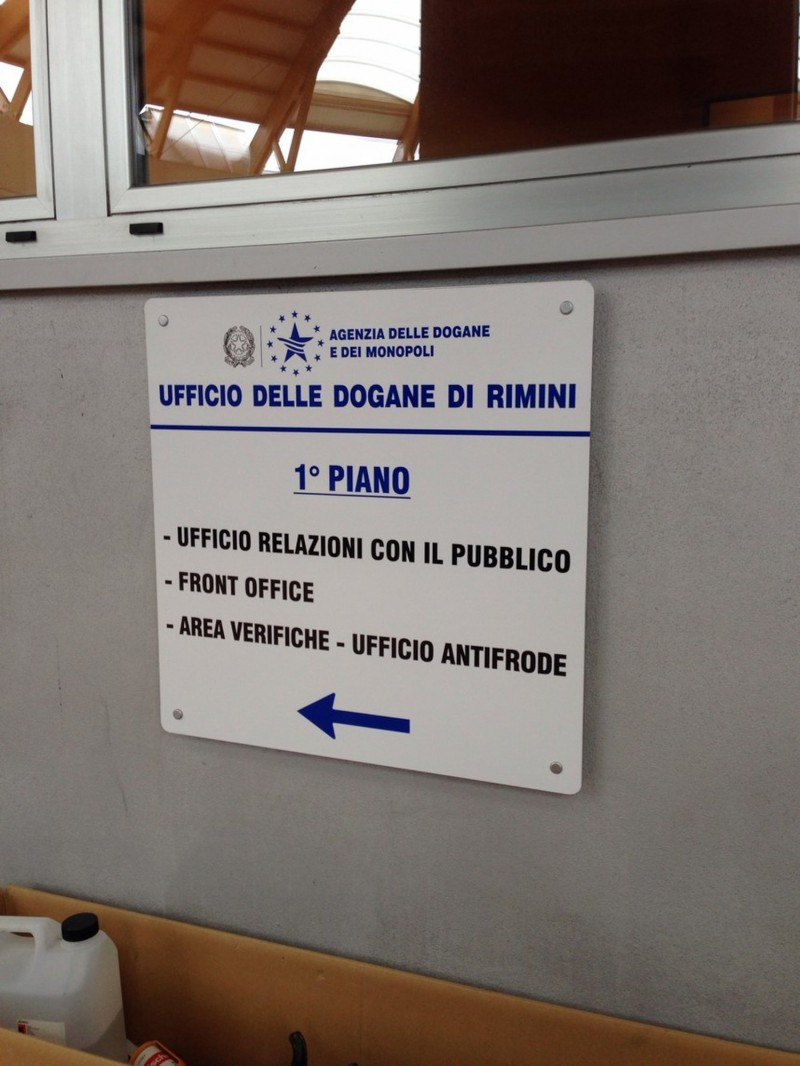 AGENZIA DELLE DOGANE
E DEI MONOPOLI
UFFICIO DELLE DOGANE DI RIMINI
1° PIANO
- UFFICIO RELAZIONI CON IL PUBBLICO
- FRONT OFFICE
- AREA VERIFICHE - UFFICIO ANTIFRODE